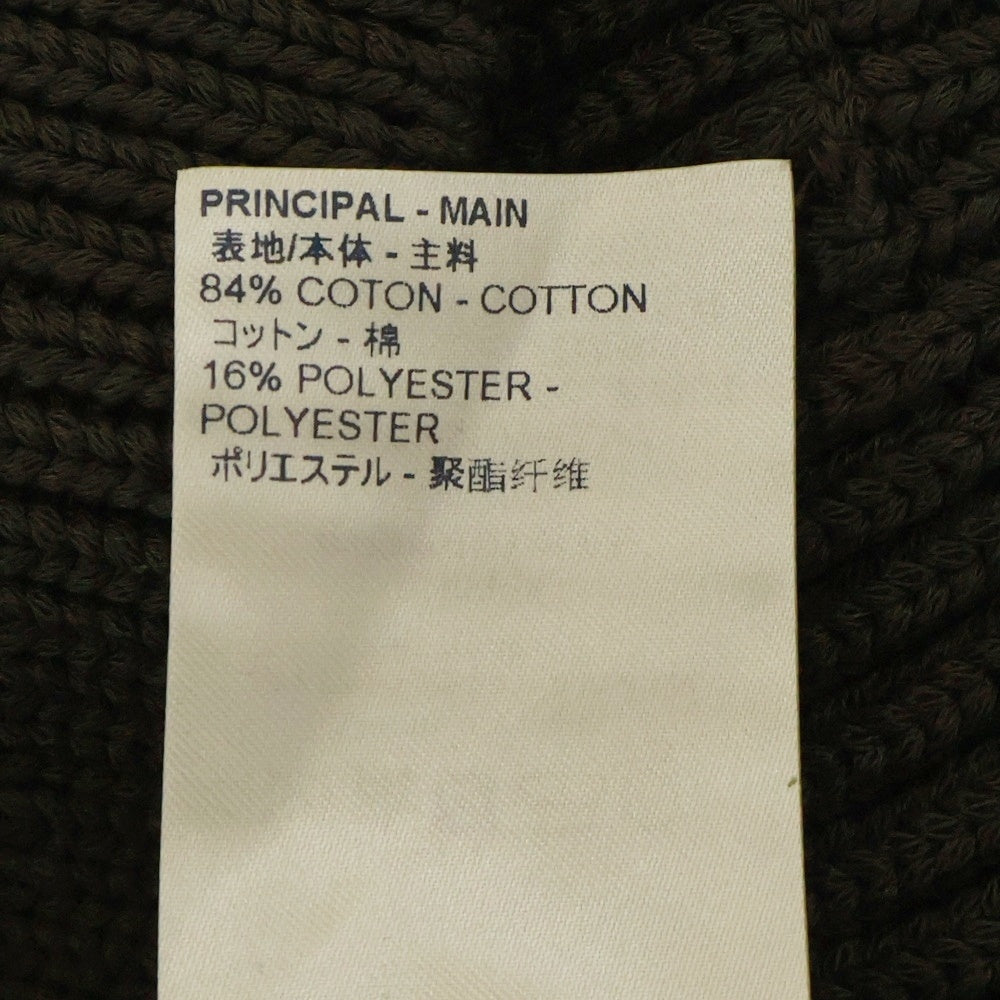 PRINCIPAL - MAIN
表地/本体 - 主料
84% COTON - COTTON
コットン - 棉
16% POLYESTER -
POLYESTER
ポリエステル - 聚酯纤维